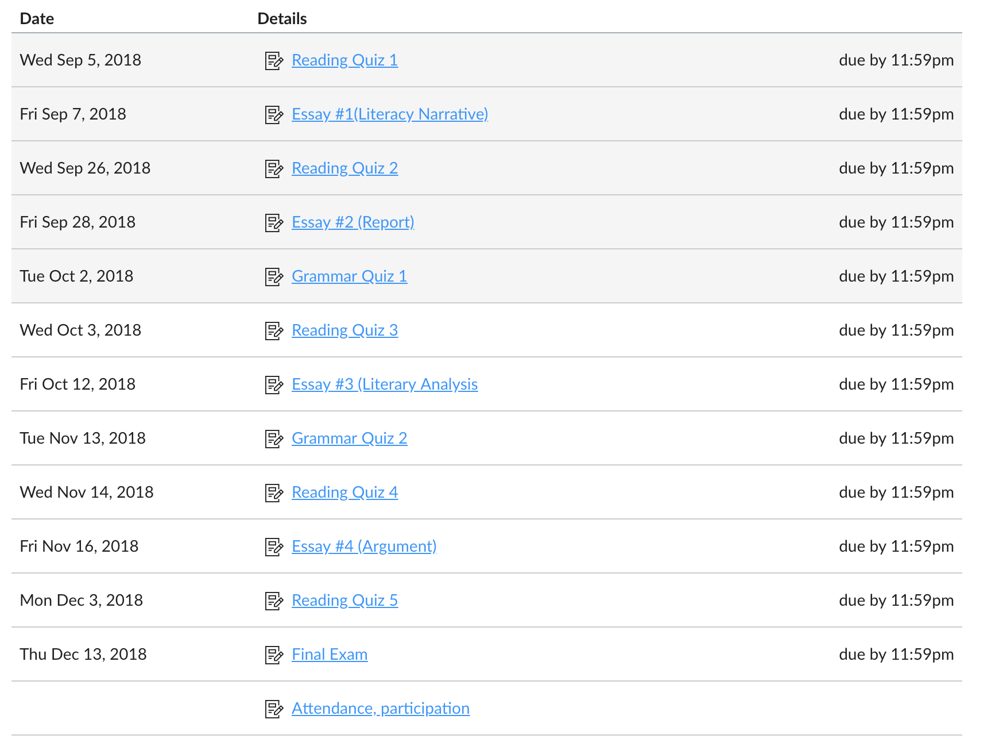 Date Details
Wed Sep 5, 2018 Reading Quiz 1 due by 11:59pm
Fri Sep 7, 2018 Essay #1(Literacy Narrative) due by 11:59pm
Wed Sep 26, 2018 Reading Quiz 2 due by 11:59pm
Fri Sep 28, 2018 Essay #2 (Report) due by 11:59pm
Tue Oct 2, 2018 Grammar Quiz 1 due by 11:59pm
Wed Oct 3, 2018 Reading Quiz 3 due by 11:59pm
Fri Oct 12, 2018 Essay #3 (Literary Analysis due by 11:59pm
Tue Nov 13, 2018 Grammar Quiz 2 due by 11:59pm
Wed Nov 14, 2018 Reading Quiz 4 due by 11:59pm
Fri Nov 16, 2018 Essay #4 (Argument) due by 11:59pm
Mon Dec 3, 2018 Reading Quiz 5 due by 11:59pm
Thu Dec 13, 2018 Final Exam due by 11:59pm
Attendance, participation